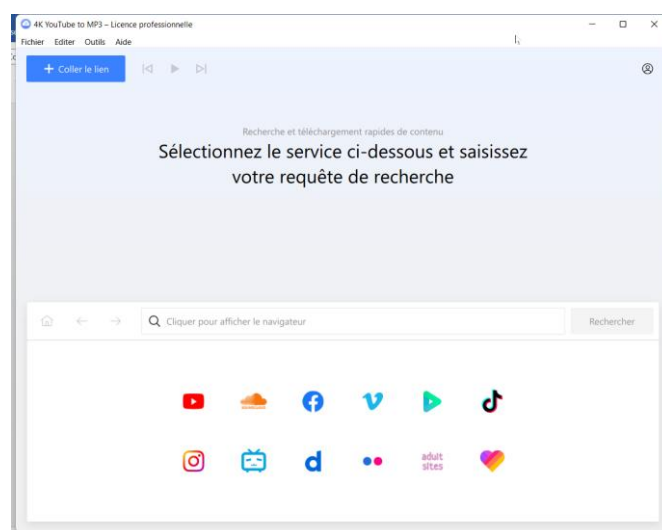 4K YouTube to MP3 – Licence professionnelle
Fichier Editer Outils Aide
Coller le lien
Recherche et téléchargement rapides de contenu
Sélectionnez le service ci-dessous et saisissez
votre requête de recherche
Cliquer pour afficher le navigateur
Rechercher
adult
sites